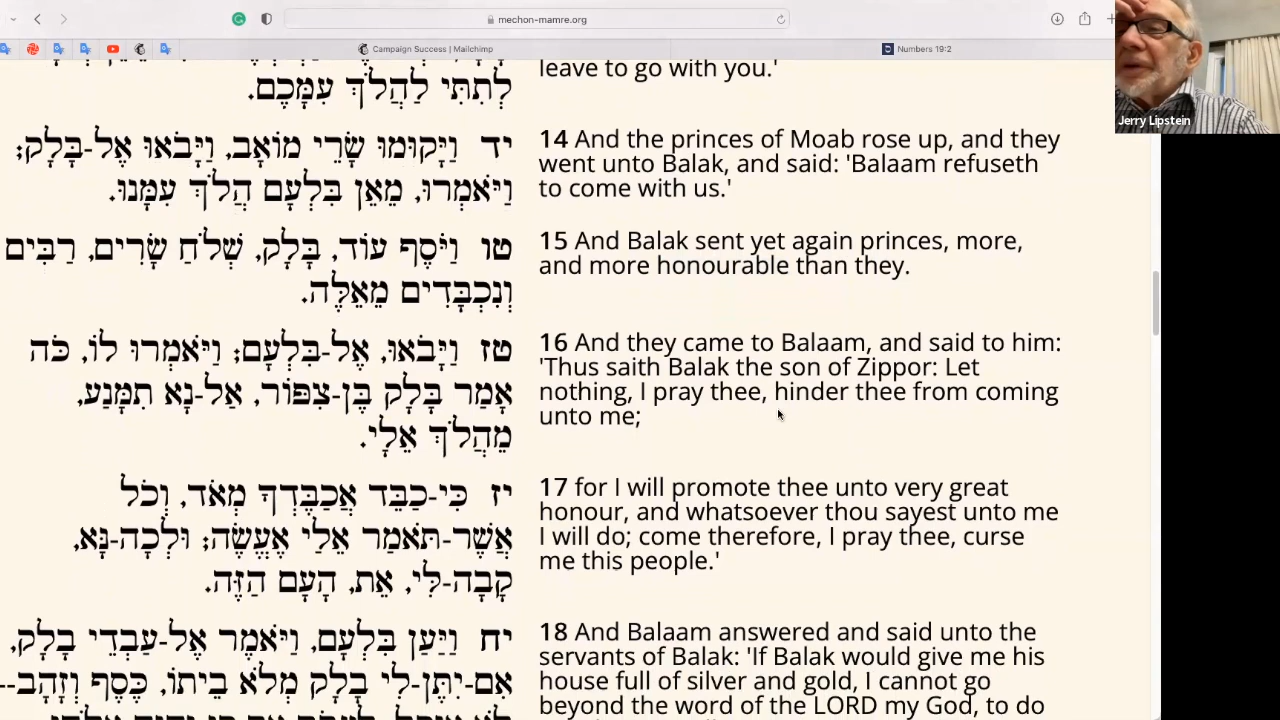 mechon-mamre.org
Campaign Success | Mailchimp
Numbers 19:2
Jerry Lipstein
לְתִתִּי לַהֲלֹךְ עִמָּכֶם.
leave to go with you.'
יד וַיָּקוּמוּ שָׂרֵי מוֹאָב, וַיָּבֹאוּ אֶל-בָּלָק;
וַיֹּאמְרוּ, מֵאֵן בִּלְעָם הֲלֹךְ עִמָּנוּ.
14 And the princes of Moab rose up, and they
went unto Balak, and said: 'Balaam refuseth
to come with us.'
טו וַיֹּסֶף עוֹד, בָּלָק, שְׁלֹחַ שָׂרִים, רַבִּים
וְנִכְבָּדִים מֵאֵלֶּה.
15 And Balak sent yet again princes, more,
and more honourable than they.
טז וַיָּבֹאוּ, אֶל-בִּלְעָם; וַיֹּאמְרוּ לוֹ, כֹּה
אָמַר בָּלָק בֶּן-צִפּוֹר, אַל-נָא תִמָּנַע,
מֵהֲלֹךְ אֵלָי.
16 And they came to Balaam, and said to him:
'Thus saith Balak the son of Zippor: Let
nothing, I pray thee, hinder thee from coming
unto me;
יז כִּי-כַבֵּד אֲכַבֶּדְךָ מְאֹד, וְכֹל
אֲשֶׁר-תֹּאמַר אֵלַי אֶעֱשֶׂה; וּלְכָה-נָּא,
קָבָה-לִּי, אֵת, הָעָם הַזֶּה.
17 for I will promote thee unto very great
honour, and whatsoever thou sayest unto me
I will do; come therefore, I pray thee, curse
me this people.'
יח וַיַּעַן בִּלְעָם, וַיֹּאמֶר אֶל-עַבְדֵי בָלָק,
אִם-יִתֶּן-לִי בָלָק מְלֹא בֵיתוֹ, כֶּסֶף וְזָהָב--
18 And Balaam answered and said unto the
servants of Balak: 'If Balak would give me his
house full of silver and gold, I cannot go
beyond the word of the LORD my God, to do